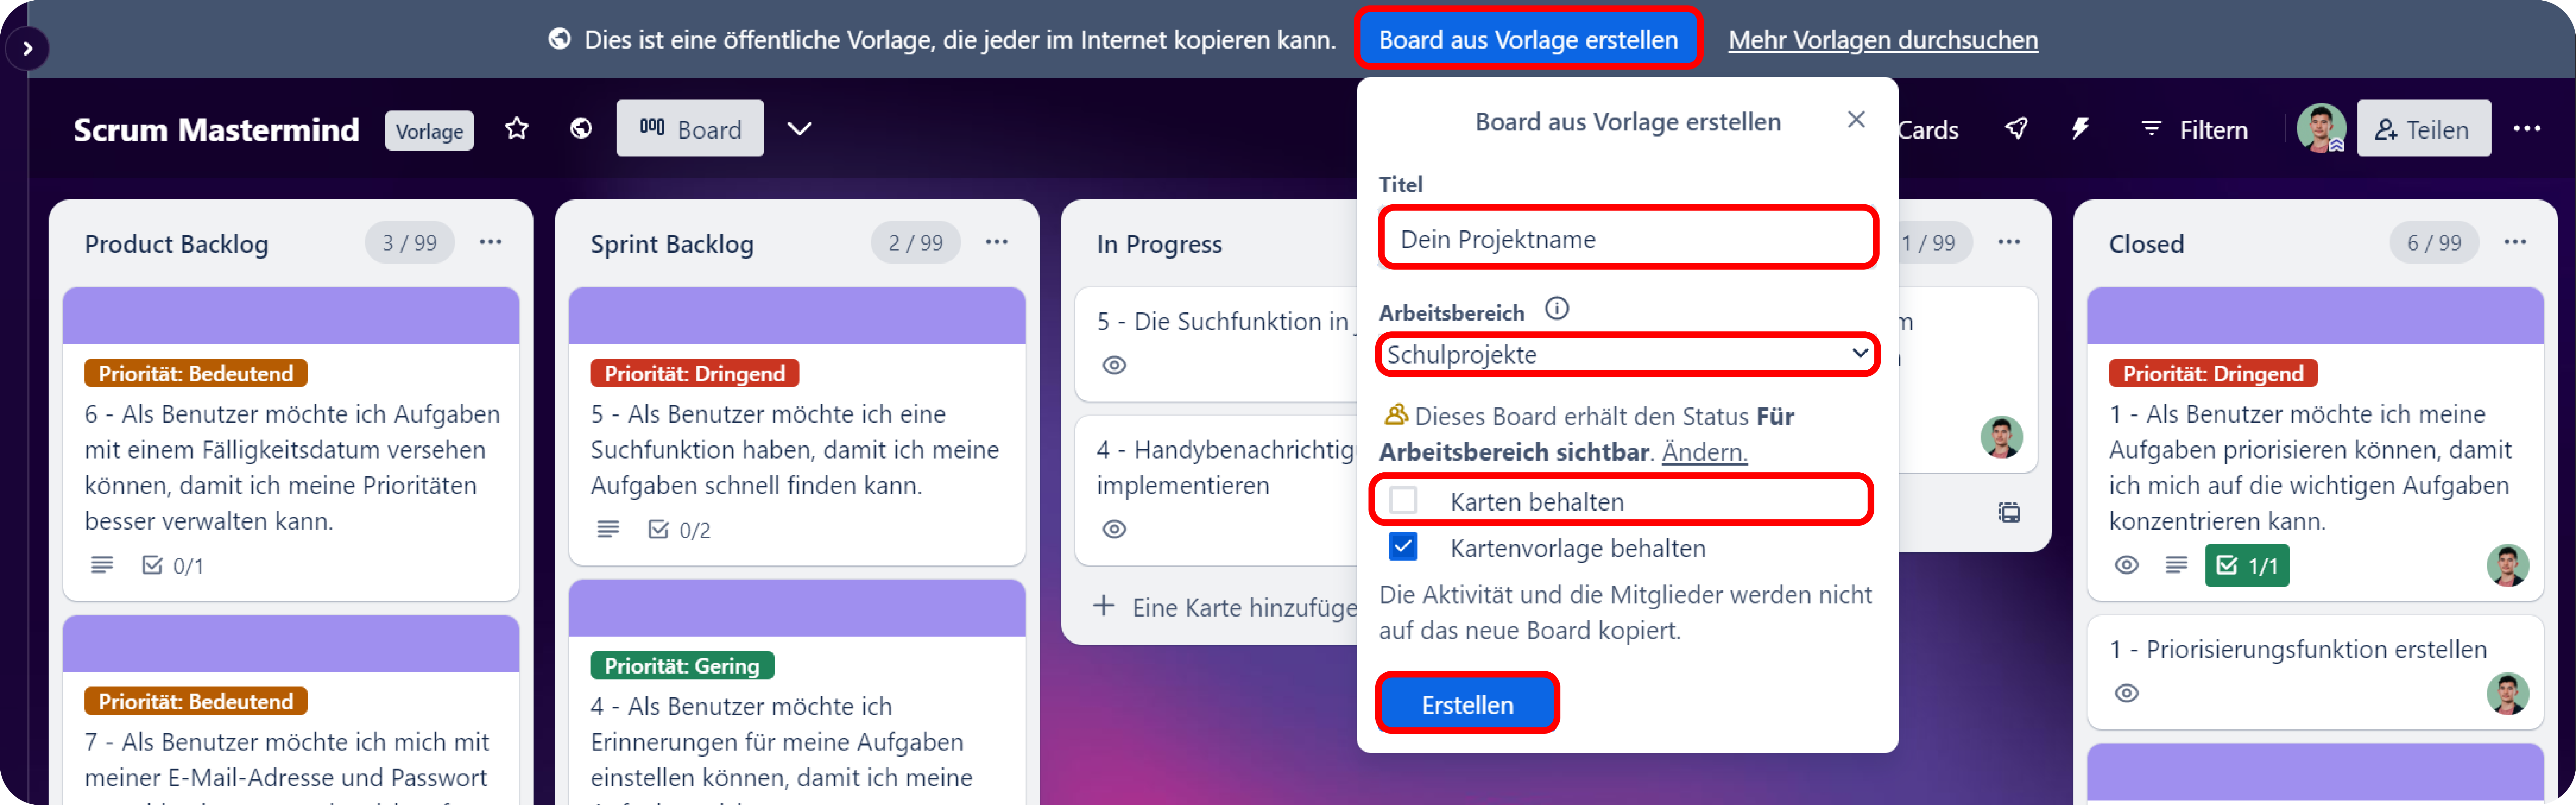 Dies ist eine öffentliche Vorlage, die jeder im Internet kopieren kann.
Board aus Vorlage erstellen
Mehr Vorlagen durchsuchen
Scrum Mastermind
Vorlage
Board
Cards
Filtern
Teilen
Product Backlog
3 / 99
Priorität: Bedeutend
6 - Als Benutzer möchte ich Aufgaben
mit einem Fälligkeitsdatum versehen
können, damit ich meine Prioritäten
besser verwalten kann.
0/1
Priorität: Bedeutend
7 - Als Benutzer möchte ich mich mit
meiner E-Mail-Adresse und Passwort
Sprint Backlog
2 / 99
Priorität: Dringend
5 - Als Benutzer möchte ich eine
Suchfunktion haben, damit ich meine
Aufgaben schnell finden kann.
0/2
Priorität: Gering
4 - Als Benutzer möchte ich
Erinnerungen für meine Aufgaben
einstellen können, damit ich meine
In Progress
5 - Die Suchfunktion in
4 - Handybenachrichtig
implementieren
Eine Karte hinzufüge
Board aus Vorlage erstellen
Titel
Dein Projektname
Arbeitsbereich
Schulprojekte
Dieses Board erhält den Status Für
Arbeitsbereich sichtbar. Ändern.
Karten behalten
Kartenvorlage behalten
Die Aktivität und die Mitglieder werden nicht
auf das neue Board kopiert.
Erstellen
1 / 99
Closed
6 / 99
Priorität: Dringend
1 - Als Benutzer möchte ich meine
Aufgaben priorisieren können, damit
ich mich auf die wichtigen Aufgaben
konzentrieren kann.
1/1
1 - Priorisierungsfunktion erstellen